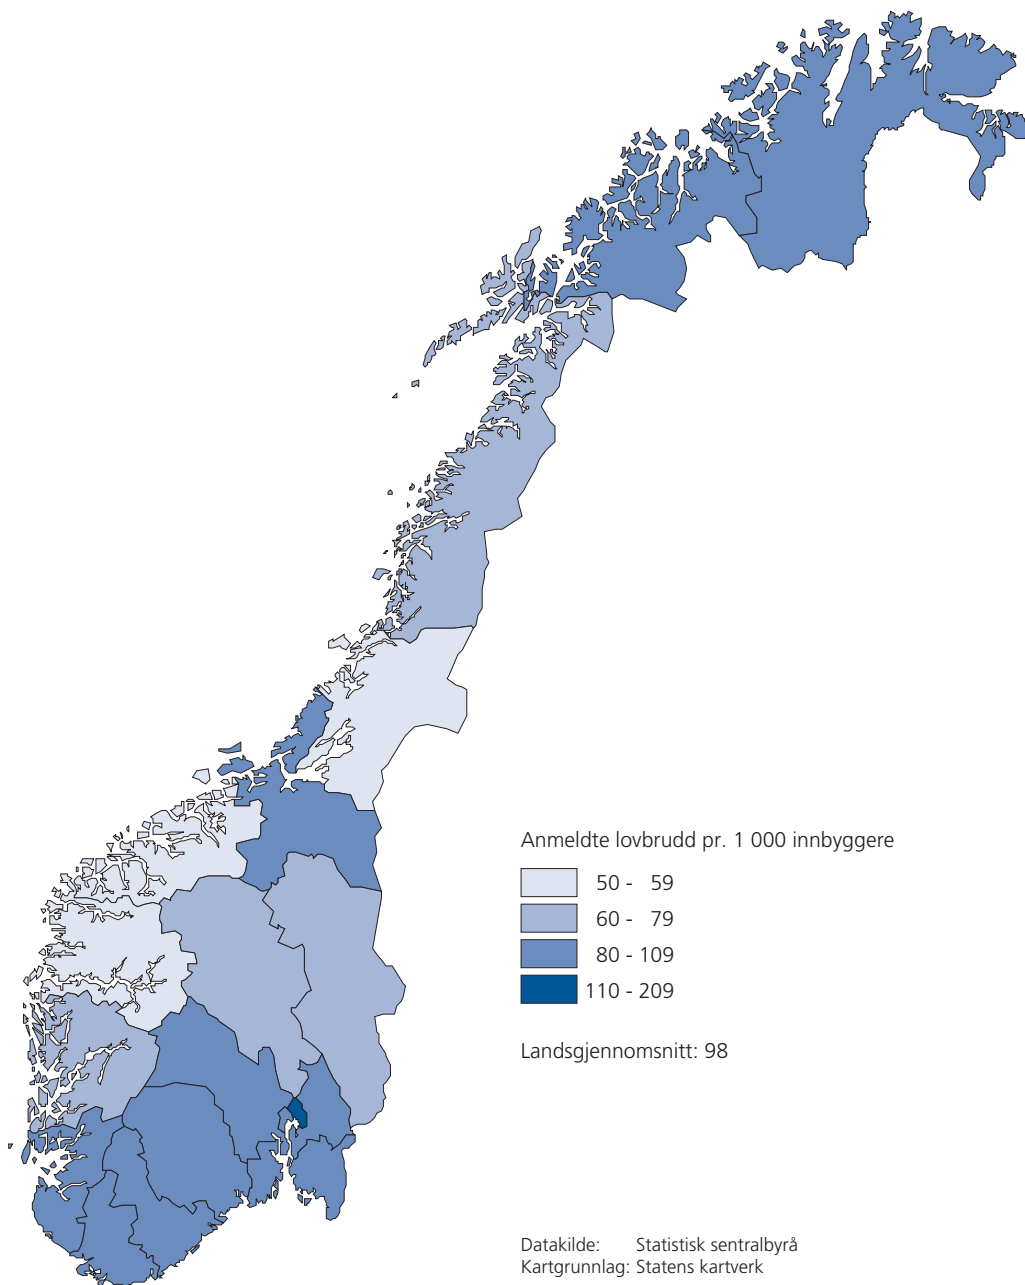 Anmeldte lovbrudd pr. 1 000 innbyggere
50 - 59
60 - 79
80 - 109
110 - 209
Landsgjennomsnitt: 98
Datakilde: Statistisk sentralbyrå
Kartgrunnlag: Statens kartverk